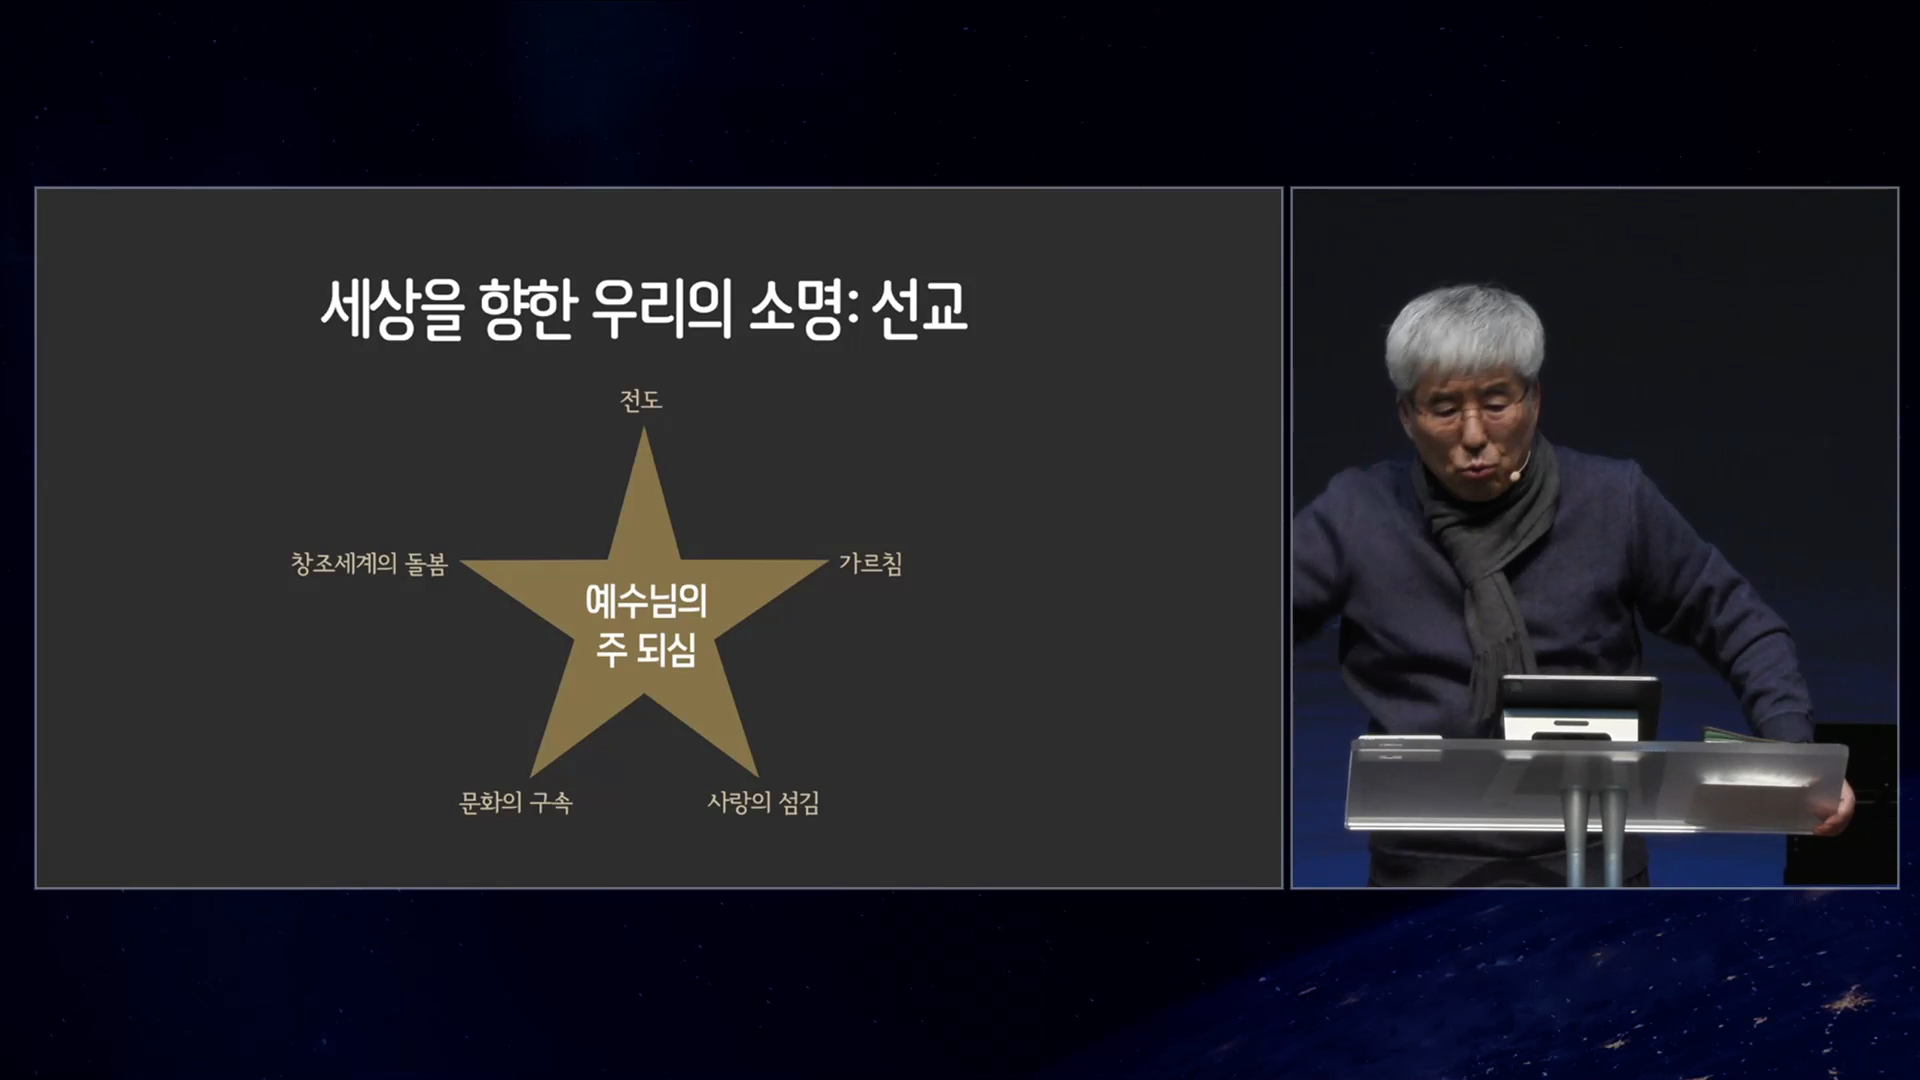 세상을 향한 우리의 소명: 선교
전도
창조세계의 돌봄
가르침
예수님의
주 되심
문화의 구속
사랑의 섬김